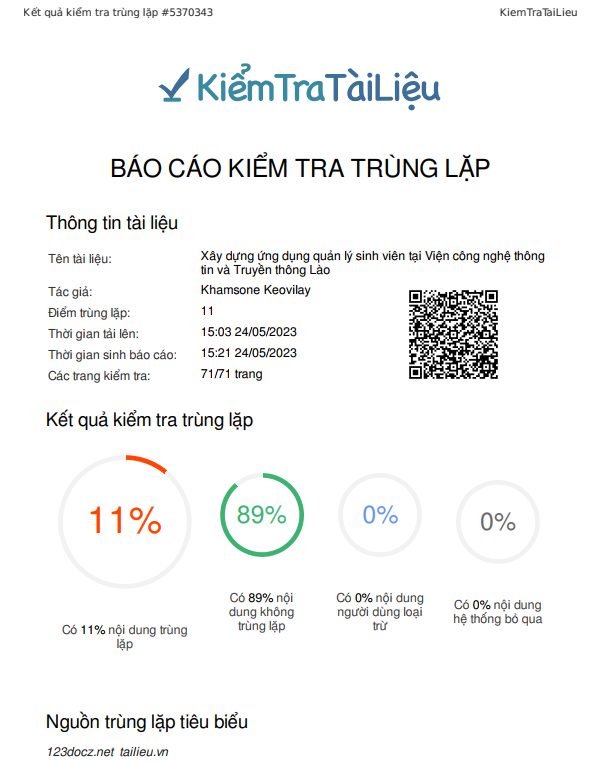 Kết quả kiểm tra trùng lặp #5370343 KiemTraTaiLieu
KiểmTraTàiLiệu
BÁO CÁO KIỂM TRA TRÙNG LẶP
Thông tin tài liệu
Tên tài liệu: Xây dựng ứng dụng quản lý sinh viên tại Viện công nghệ thông
tin và Truyền thông Lào
Tác giả: Khamsone Keovilay
Điểm trùng lặp: 11
Thời gian tải lên: 15:03 24/05/2023
Thời gian sinh báo cáo: 15:21 24/05/2023
Các trang kiểm tra: 71/71 trang
Kết quả kiểm tra trùng lặp
11% 89% 0% 0%
Có 11% nội dung trùng
lặp
Có 89% nội
dung không
trùng lặp
Có 0% nội dung
người dùng loại
trừ
Có 0% nội dung
hệ thống bỏ qua
Nguồn trùng lặp tiêu biểu
123docz.net tailieu.vn